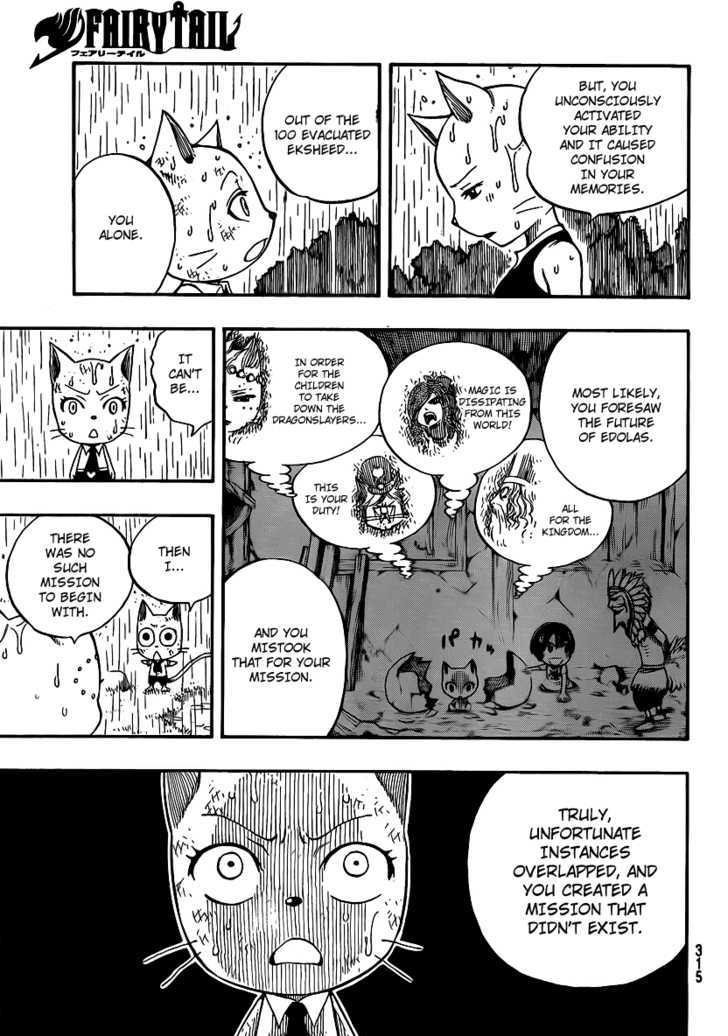 FAIRY TAIL
フェアリーテイル
BUT, YOU
UNCONSCIOUSLY
ACTIVATED
YOUR ABILITY
AND IT CAUSED
CONFUSION
IN YOUR
MEMORIES.
OUT OF THE
100 EVACUATED
EKSHEED...
YOU
ALONE.
MOST LIKELY,
YOU FORESAW
THE FUTURE
OF EDOLAS.
MAGIC IS
DISSIPATING
FROM THIS
WORLD!
IN ORDER
FOR THE
CHILDREN
TO TAKE
DOWN THE
DRAGONSLAYERS...
ALL
FOR THE
KINGDOM...
THIS
IS YOUR
DUTY!
パカッ
AND YOU
MISTOOK
THAT FOR YOUR
MISSION.
IT
CAN'T
BE...
THEN
I...
THERE
WAS NO
SUCH
MISSION
TO BEGIN
WITH.
TRULY,
UNFORTUNATE
INSTANCES
OVERLAPPED, AND
YOU CREATED A
MISSION THAT
DIDN'T EXIST.
315